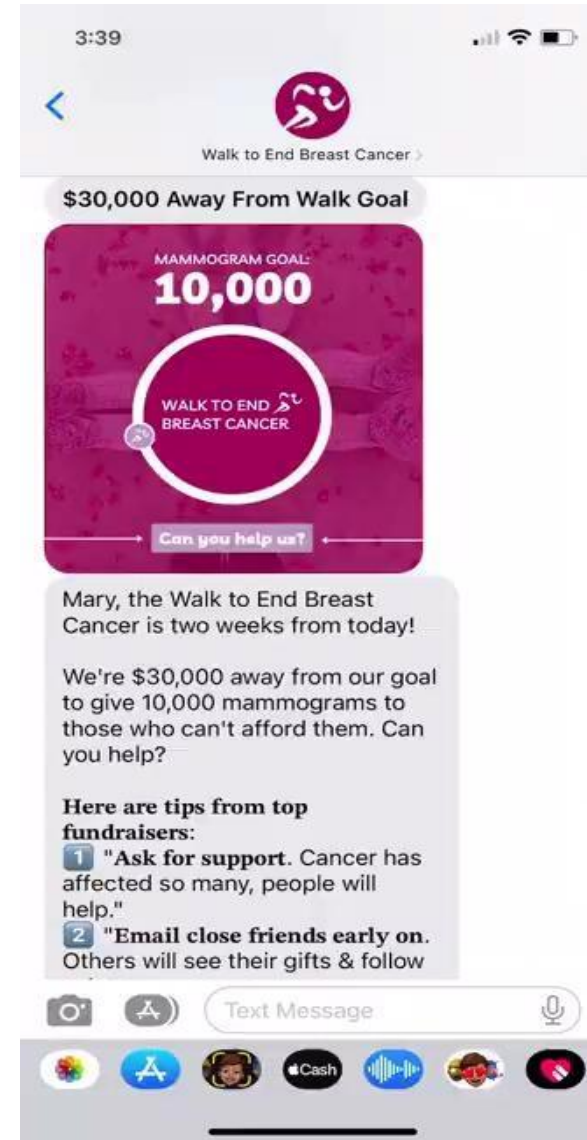 3:39
Walk to End Breast Cancer
$30,000 Away From Walk Goal
MAMMOGRAM GOAL:
10,000
WALK TO END
BREAST CANCER
Can you help us?
Mary, the Walk to End Breast
Cancer is two weeks from today!
We're $30,000 away from our goal
to give 10,000 mammograms to
those who can't afford them. Can
you help?
Here are tips from top
fundraisers:
1️⃣ "Ask for support. Cancer has
affected so many, people will
help."
2️⃣ "Email close friends early on.
Others will see their gifts & follow
Text Message
Cash